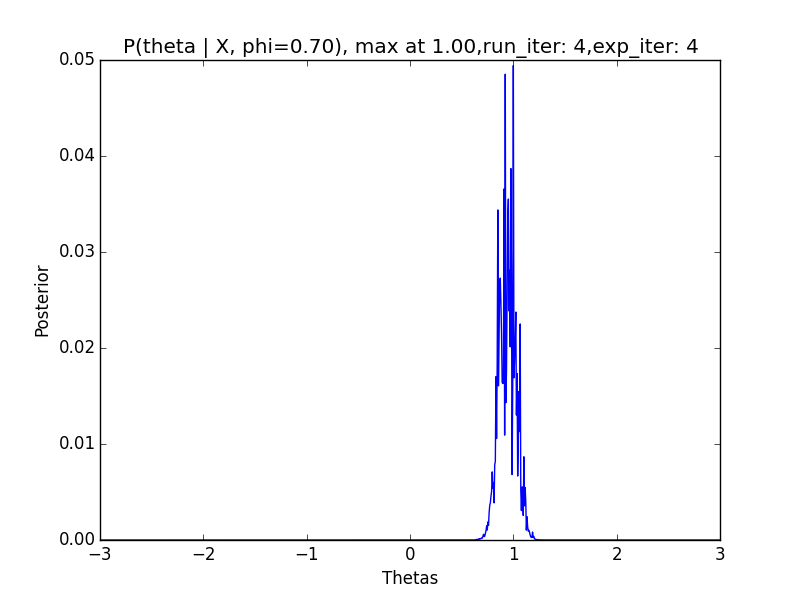 P(theta | X, phi=0.70), max at 1.00,run_iter: 4,exp_iter: 4
0.05
0.04
0.03
0.02
0.01
0.00
Posterior
−3 −2 −1 0 1 2 3
Thetas